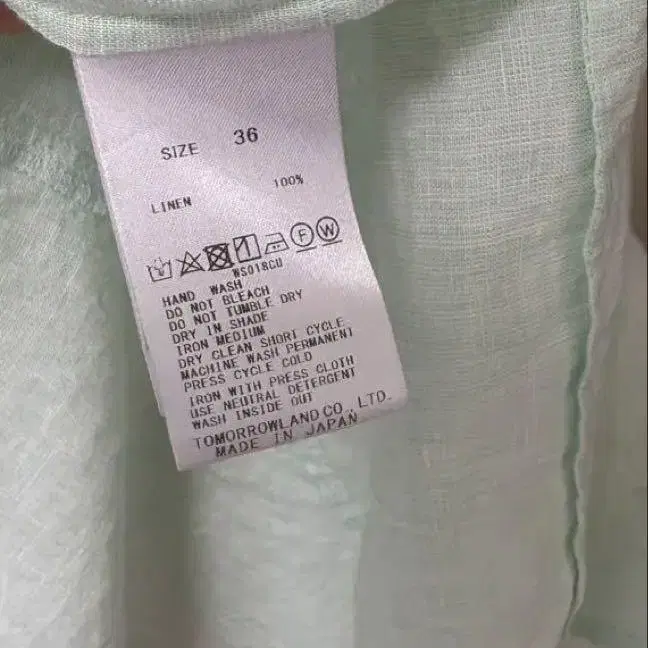 SIZE 36
LINEN 100%
F W
WS018CU
HAND WASH
DO NOT BLEACH
DO NOT TUMBLE DRY
DRY IN SHADE
IRON MEDIUM
DRY CLEAN SHORT CYCLE
MACHINE WASH PERMANENT
PRESS CYCLE COLD
IRON WITH PRESS CLOTH
USE NEUTRAL DETERGENT
WASH INSIDE OUT
TOMORROWLAND CO., LTD.
MADE IN JAPAN